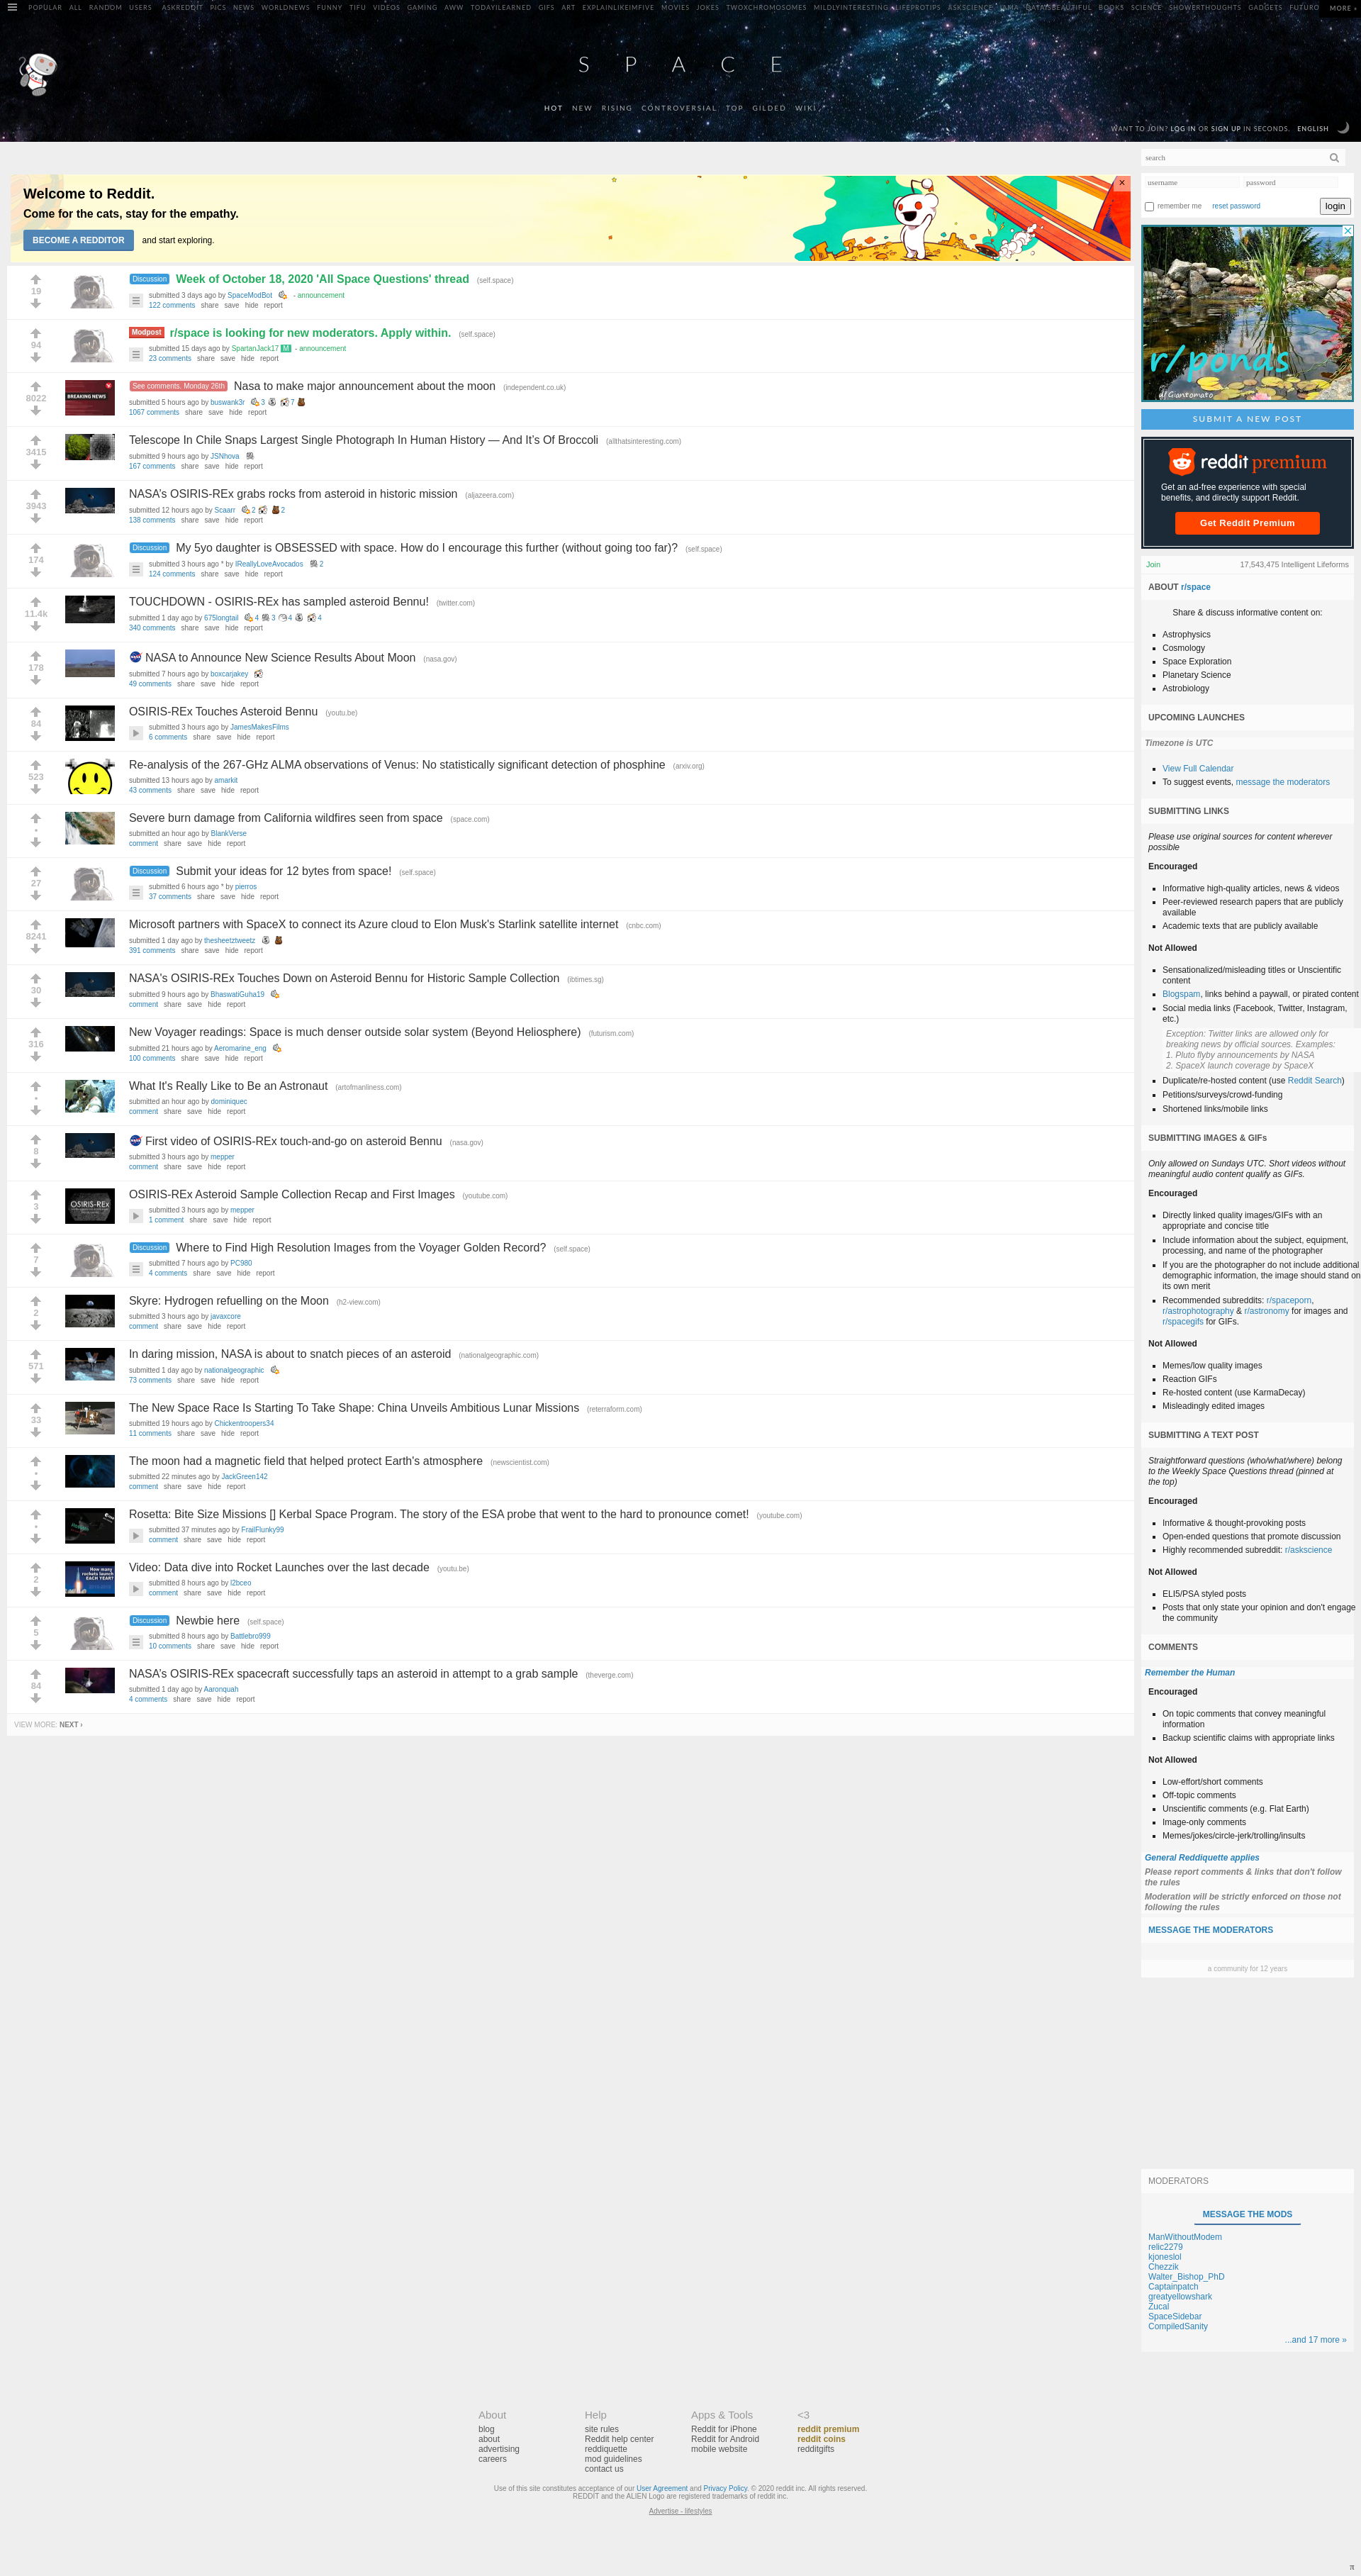 POPULAR ALL RANDOM USERS ASKREDDIT PICS NEWS WORLDNEWS FUNNY TIFU VIDEOS GAMING AWW TODAYILEARNED GIFS ART EXPLAINLIKEIMFIVE MOVIES JOKES TWOXCHROMOSOMES MILDLYINTERESTING LIFEPROTIPS ASKSCIENCE IAMA DATAISBEAUTIFUL BOOKS SCIENCE SHOWERTHOUGHTS GADGETS FUTURO MORE »
SPACE
HOT NEW RISING CONTROVERSIAL TOP GILDED WIKI
WANT TO JOIN? LOG IN OR SIGN UP IN SECONDS. ENGLISH
Welcome to Reddit.
Come for the cats, stay for the empathy.
BECOME A REDDITOR and start exploring.
×
19
Discussion Week of October 18, 2020 'All Space Questions' thread (self.space)
submitted 3 days ago by SpaceModBot - announcement
122 comments share save hide report
94
Modpost r/space is looking for new moderators. Apply within. (self.space)
submitted 15 days ago by SpartanJack17 M - announcement
23 comments share save hide report
8022
BREAKING NEWS
See comments. Monday 26th Nasa to make major announcement about the moon (independent.co.uk)
submitted 5 hours ago by buswank3r 3 7
1067 comments share save hide report
3415
Telescope In Chile Snaps Largest Single Photograph In Human History — And It's Of Broccoli (allthatsinteresting.com)
submitted 9 hours ago by JSNhova
167 comments share save hide report
3943
NASA's OSIRIS-REx grabs rocks from asteroid in historic mission (aljazeera.com)
submitted 12 hours ago by Scaarr 2 2
138 comments share save hide report
174
Discussion My 5yo daughter is OBSESSED with space. How do I encourage this further (without going too far)? (self.space)
submitted 3 hours ago * by IReallyLoveAvocados 2
124 comments share save hide report
11.4k
TOUCHDOWN - OSIRIS-REx has sampled asteroid Bennu! (twitter.com)
submitted 1 day ago by 675longtail 4 3 4 4
340 comments share save hide report
178
NASA to Announce New Science Results About Moon (nasa.gov)
submitted 7 hours ago by boxcarjakey
49 comments share save hide report
84
OSIRIS-REx Touches Asteroid Bennu (youtu.be)
submitted 3 hours ago by JamesMakesFilms
6 comments share save hide report
523
Re-analysis of the 267-GHz ALMA observations of Venus: No statistically significant detection of phosphine (arxiv.org)
submitted 13 hours ago by amarkit
43 comments share save hide report
•
Severe burn damage from California wildfires seen from space (space.com)
submitted an hour ago by BlankVerse
comment share save hide report
27
Discussion Submit your ideas for 12 bytes from space! (self.space)
submitted 6 hours ago * by pierros
37 comments share save hide report
8241
Microsoft partners with SpaceX to connect its Azure cloud to Elon Musk's Starlink satellite internet (cnbc.com)
submitted 1 day ago by thesheetztweetz
391 comments share save hide report
30
NASA's OSIRIS-REx Touches Down on Asteroid Bennu for Historic Sample Collection (ibtimes.sg)
submitted 9 hours ago by BhaswatiGuha19
comment share save hide report
316
New Voyager readings: Space is much denser outside solar system (Beyond Heliosphere) (futurism.com)
submitted 21 hours ago by Aeromarine_eng
100 comments share save hide report
•
What It's Really Like to Be an Astronaut (artofmanliness.com)
submitted an hour ago by dominiquec
comment share save hide report
8
First video of OSIRIS-REx touch-and-go on asteroid Bennu (nasa.gov)
submitted 3 hours ago by mepper
comment share save hide report
3
OSIRIS-REx
OSIRIS-REx Asteroid Sample Collection Recap and First Images (youtube.com)
submitted 3 hours ago by mepper
1 comment share save hide report
7
Discussion Where to Find High Resolution Images from the Voyager Golden Record? (self.space)
submitted 7 hours ago by PC980
4 comments share save hide report
2
Skyre: Hydrogen refuelling on the Moon (h2-view.com)
submitted 3 hours ago by javaxcore
comment share save hide report
571
In daring mission, NASA is about to snatch pieces of an asteroid (nationalgeographic.com)
submitted 1 day ago by nationalgeographic
73 comments share save hide report
33
The New Space Race Is Starting To Take Shape: China Unveils Ambitious Lunar Missions (reterraform.com)
submitted 19 hours ago by Chickentroopers34
11 comments share save hide report
•
The moon had a magnetic field that helped protect Earth's atmosphere (newscientist.com)
submitted 22 minutes ago by JackGreen142
comment share save hide report
•
Rosetta: Bite Size Missions [] Kerbal Space Program. The story of the ESA probe that went to the hard to pronounce comet! (youtube.com)
submitted 37 minutes ago by FrailFlunky99
comment share save hide report
2
How many rockets launch EACH YEAR?
Video: Data dive into Rocket Launches over the last decade (youtu.be)
submitted 8 hours ago by l2bceo
comment share save hide report
5
Discussion Newbie here (self.space)
submitted 8 hours ago by Battlebro999
10 comments share save hide report
84
NASA's OSIRIS-REx spacecraft successfully taps an asteroid in attempt to a grab sample (theverge.com)
submitted 1 day ago by Aaronquah
4 comments share save hide report
VIEW MORE: NEXT ›
search
username password
remember me reset password login
r/ponds
u/Giantomato
SUBMIT A NEW POST
reddit premium
Get an ad-free experience with special
benefits, and directly support Reddit.
Get Reddit Premium
Join 17,543,475 Intelligent Lifeforms
ABOUT r/space
Share & discuss informative content on:
Astrophysics
Cosmology
Space Exploration
Planetary Science
Astrobiology
UPCOMING LAUNCHES
Timezone is UTC
View Full Calendar
To suggest events, message the moderators
SUBMITTING LINKS
Please use original sources for content wherever
possible
Encouraged
Informative high-quality articles, news & videos
Peer-reviewed research papers that are publicly
available
Academic texts that are publicly available
Not Allowed
Sensationalized/misleading titles or Unscientific
content
Blogspam, links behind a paywall, or pirated content
Social media links (Facebook, Twitter, Instagram,
etc.)
Exception: Twitter links are allowed only for
breaking news by official sources. Examples:
1. Pluto flyby announcements by NASA
2. SpaceX launch coverage by SpaceX
Duplicate/re-hosted content (use Reddit Search)
Petitions/surveys/crowd-funding
Shortened links/mobile links
SUBMITTING IMAGES & GIFs
Only allowed on Sundays UTC. Short videos without
meaningful audio content qualify as GIFs.
Encouraged
Directly linked quality images/GIFs with an
appropriate and concise title
Include information about the subject, equipment,
processing, and name of the photographer
If you are the photographer do not include additional
demographic information, the image should stand on
its own merit
Recommended subreddits: r/spaceporn,
r/astrophotography & r/astronomy for images and
r/spacegifs for GIFs.
Not Allowed
Memes/low quality images
Reaction GIFs
Re-hosted content (use KarmaDecay)
Misleadingly edited images
SUBMITTING A TEXT POST
Straightforward questions (who/what/where) belong
to the Weekly Space Questions thread (pinned at
the top)
Encouraged
Informative & thought-provoking posts
Open-ended questions that promote discussion
Highly recommended subreddit: r/askscience
Not Allowed
ELI5/PSA styled posts
Posts that only state your opinion and don't engage
the community
COMMENTS
Remember the Human
Encouraged
On topic comments that convey meaningful
information
Backup scientific claims with appropriate links
Not Allowed
Low-effort/short comments
Off-topic comments
Unscientific comments (e.g. Flat Earth)
Image-only comments
Memes/jokes/circle-jerk/trolling/insults
General Reddiquette applies
Please report comments & links that don't follow
the rules
Moderation will be strictly enforced on those not
following the rules
MESSAGE THE MODERATORS
a community for 12 years
MODERATORS
MESSAGE THE MODS
ManWithoutModem
relic2279
kjoneslol
Chezzik
Walter_Bishop_PhD
Captainpatch
greatyellowshark
Zucal
SpaceSidebar
CompiledSanity
...and 17 more »
About
blog
about
advertising
careers
Help
site rules
Reddit help center
reddiquette
mod guidelines
contact us
Apps & Tools
Reddit for iPhone
Reddit for Android
mobile website
<3
reddit premium
reddit coins
redditgifts
Use of this site constitutes acceptance of our User Agreement and Privacy Policy. © 2020 reddit inc. All rights reserved.
REDDIT and the ALIEN Logo are registered trademarks of reddit inc.
Advertise - lifestyles
π